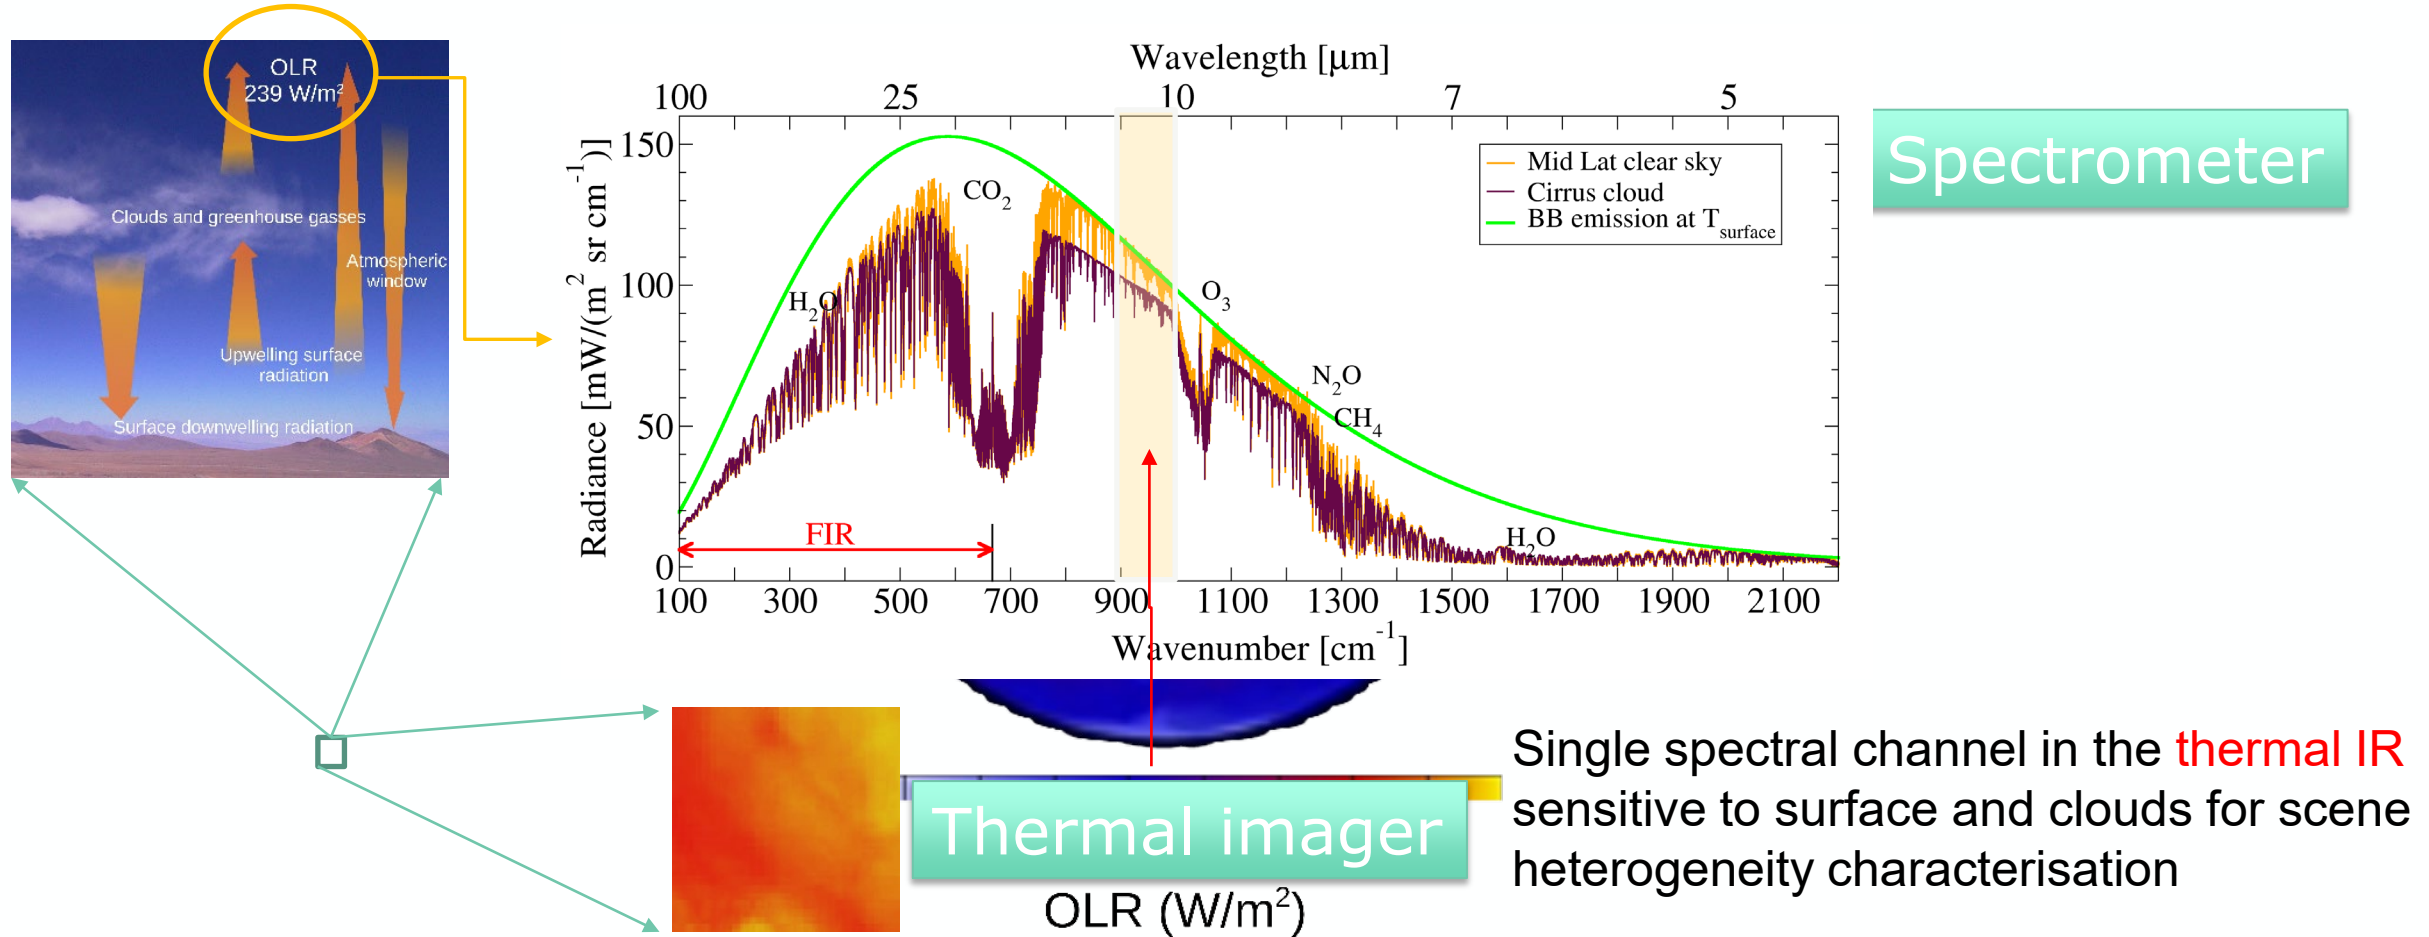 OLR
239 W/m²
Clouds and greenhouse gasses
Atmospheric
window
Upwelling surface
radiation
Surface downwelling radiation
Wavelength [μm]
100 25 10 7 5
Radiance [mW/(m² sr cm⁻¹)]
150
100
50
0
Mid Lat clear sky
Cirrus cloud
BB emission at T_surface
CO₂
H₂O
O₃
N₂O
CH₄
H₂O
FIR
100 300 500 700 900 1100 1300 1500 1700 1900 2100
Wavenumber [cm⁻¹]
Spectrometer
Thermal imager
OLR (W/m²)
Single spectral channel in the thermal IR
sensitive to surface and clouds for scene
heterogeneity characterisation